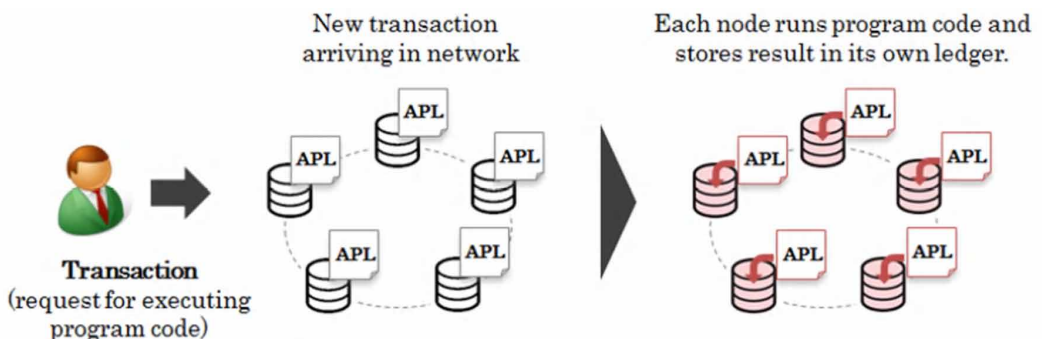 New transaction
arriving in network
Each node runs program code and
stores result in its own ledger.
APL
APL
APL
APL
APL
APL
APL
APL
APL
APL
Transaction
(request for executing
program code)